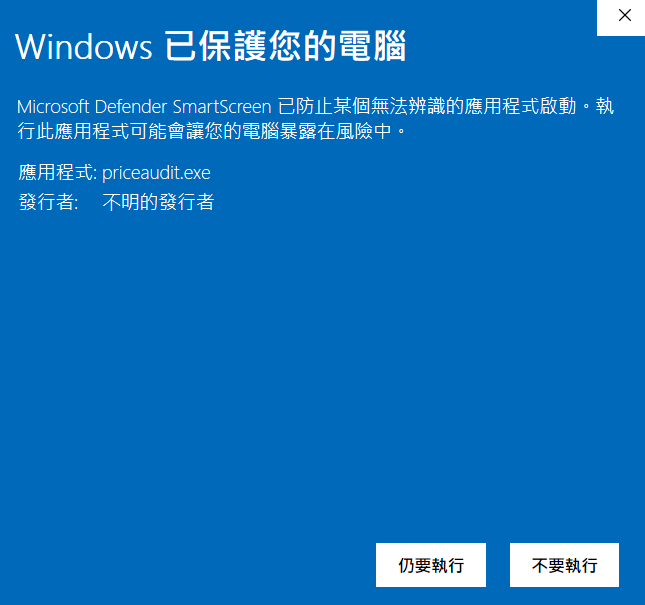 Windows 已保護您的電腦
Microsoft Defender SmartScreen 已防止某個無法辨識的應用程式啟動。執
行此應用程式可能會讓您的電腦暴露在風險中。
應用程式: priceaudit.exe
發行者: 不明的發行者
仍要執行 不要執行